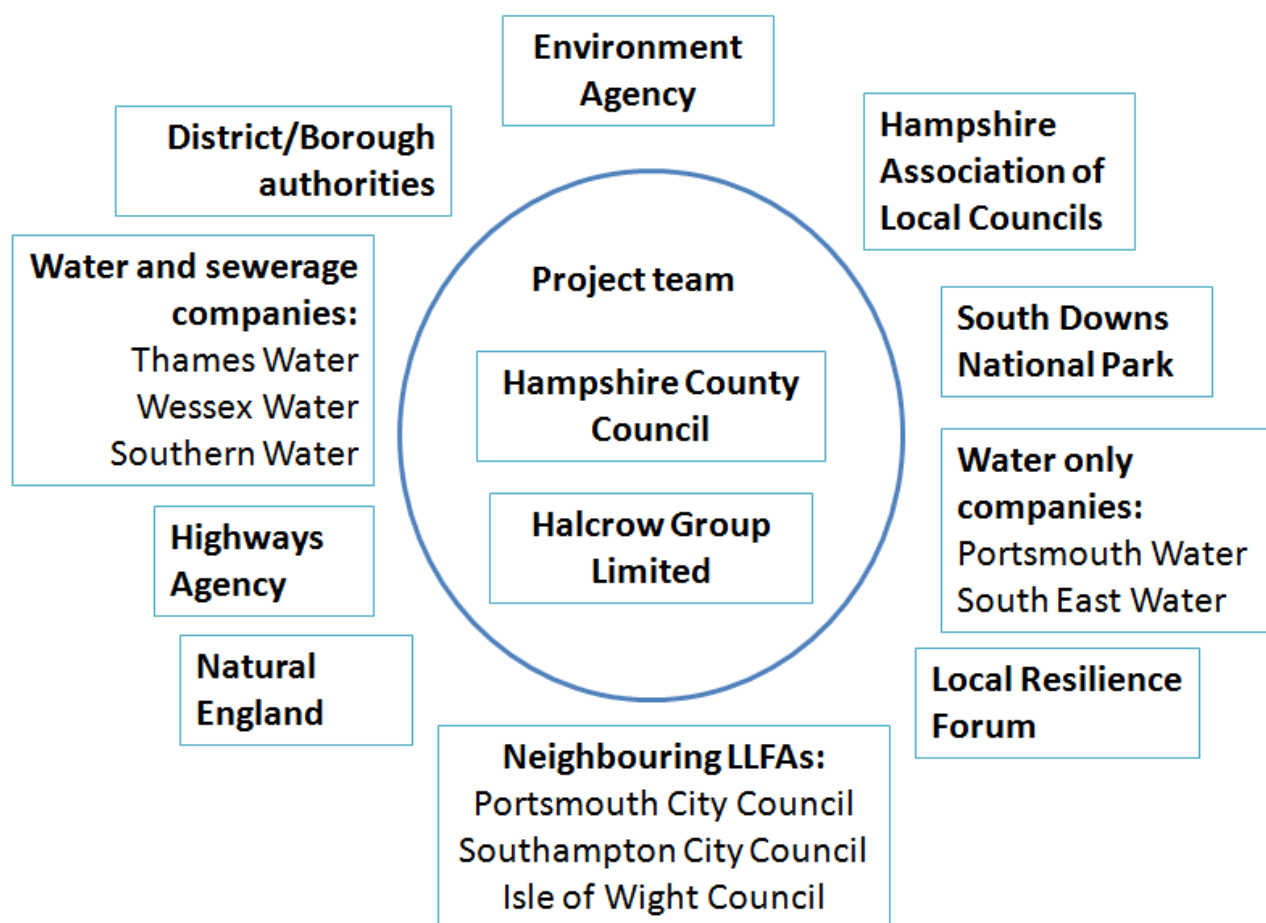 Environment
Agency
District/Borough
authorities
Hampshire
Association of
Local Councils
Water and sewerage
companies:
Thames Water
Wessex Water
Southern Water
Project team
South Downs
National Park
Hampshire County
Council
Water only
companies:
Portsmouth Water
South East Water
Highways
Agency
Halcrow Group
Limited
Natural
England
Local Resilience
Forum
Neighbouring LLFAs:
Portsmouth City Council
Southampton City Council
Isle of Wight Council